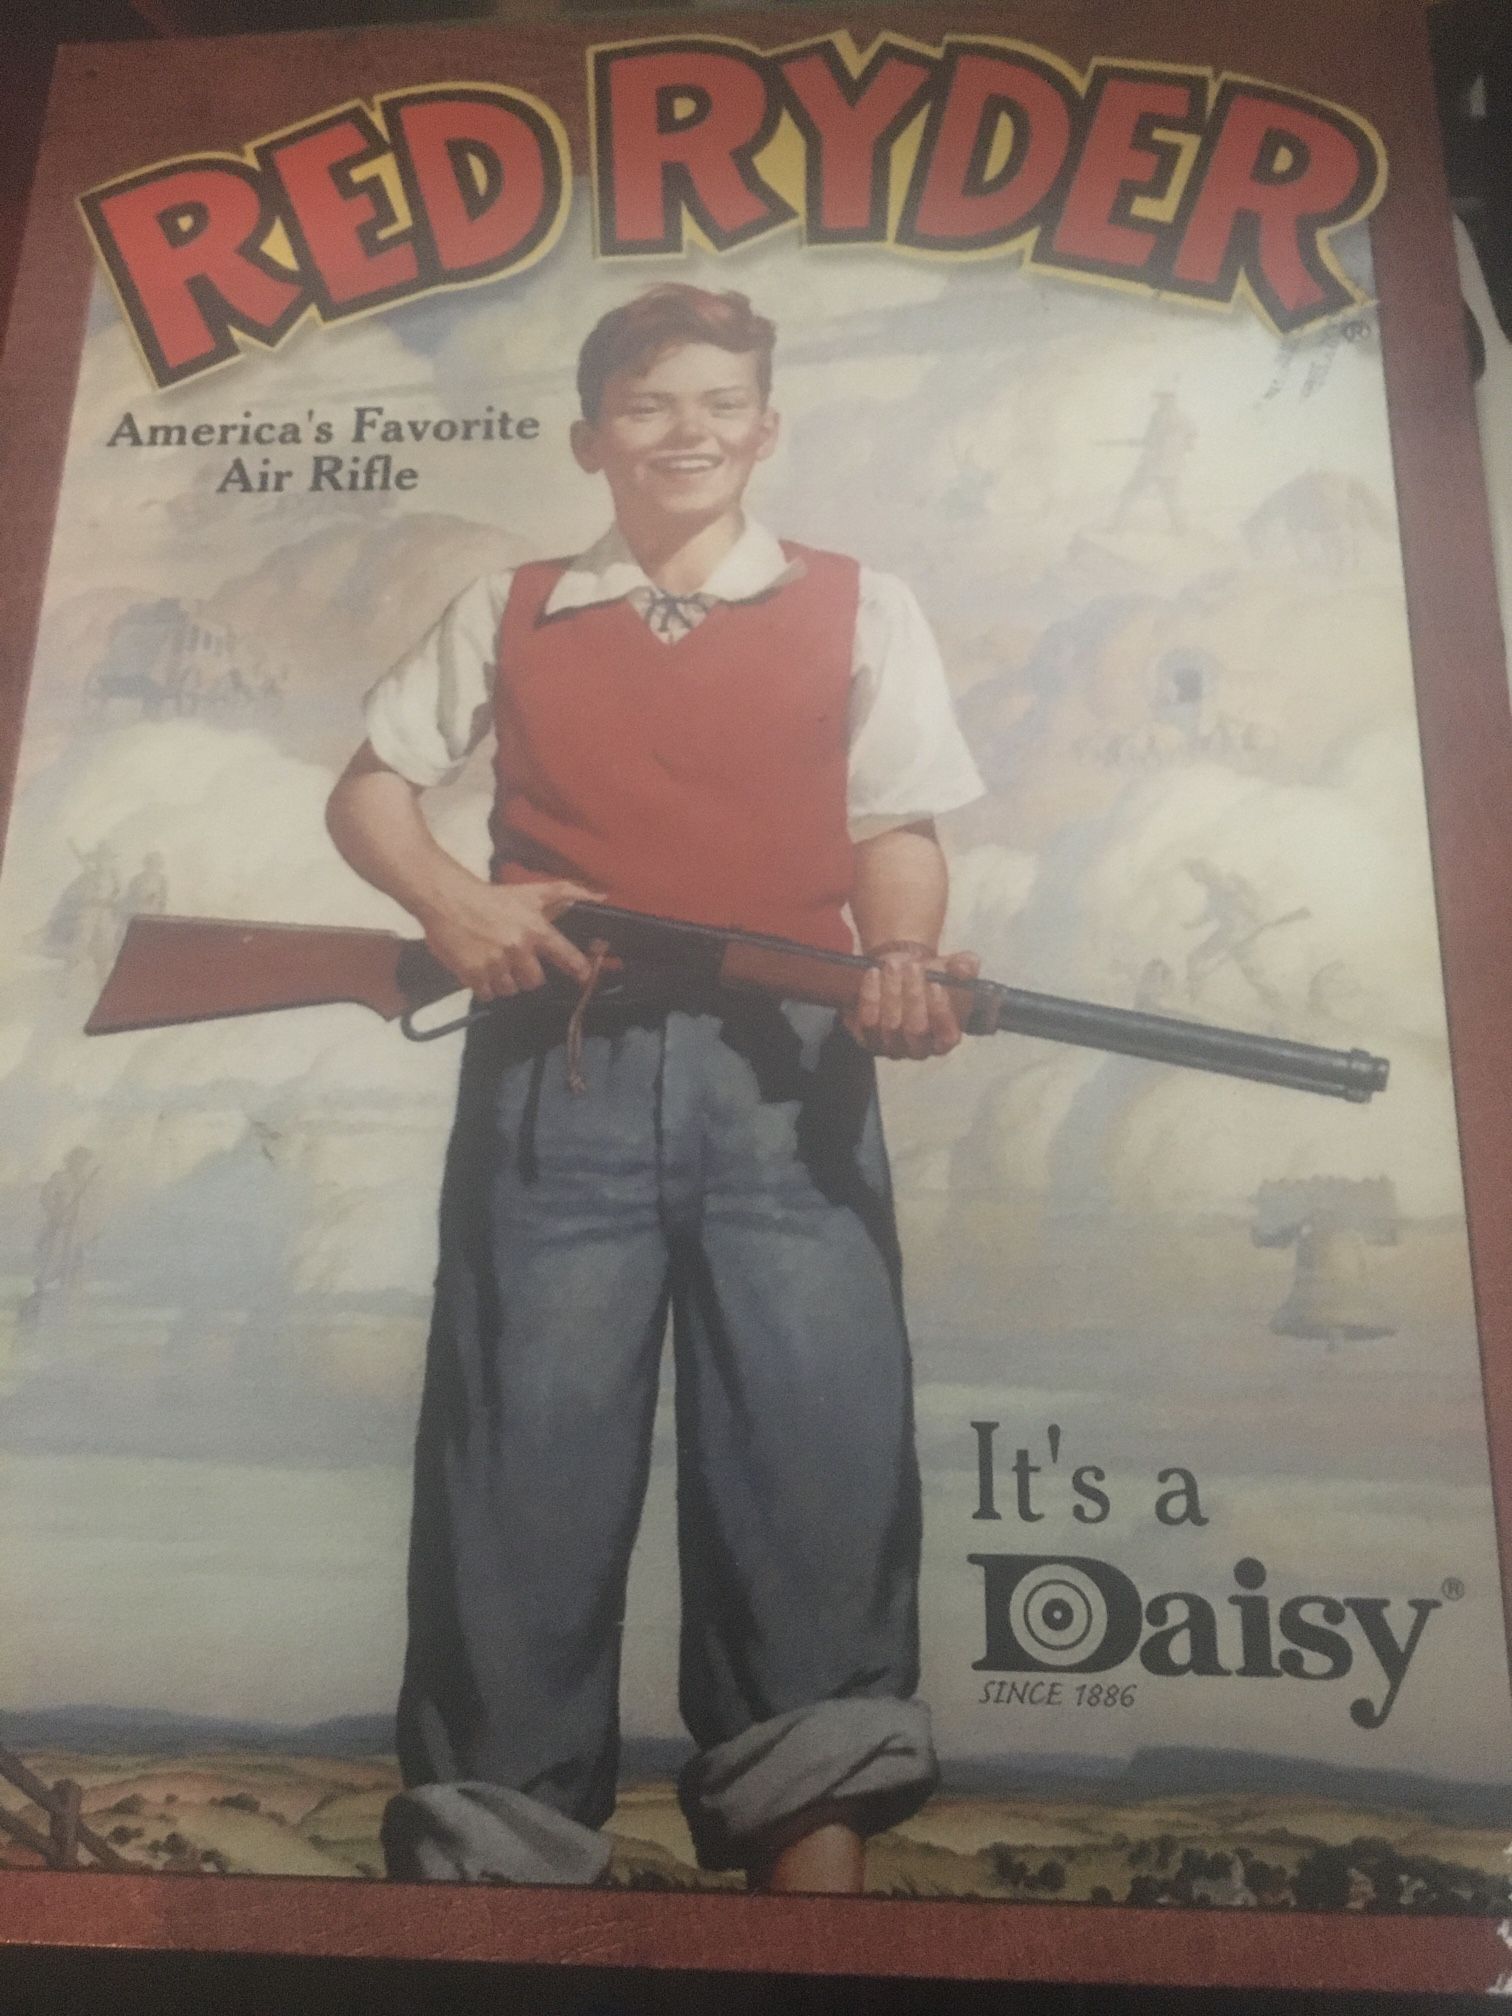 RED RYDER
®
America's Favorite
Air Rifle
It's a
Daisy®
SINCE 1886